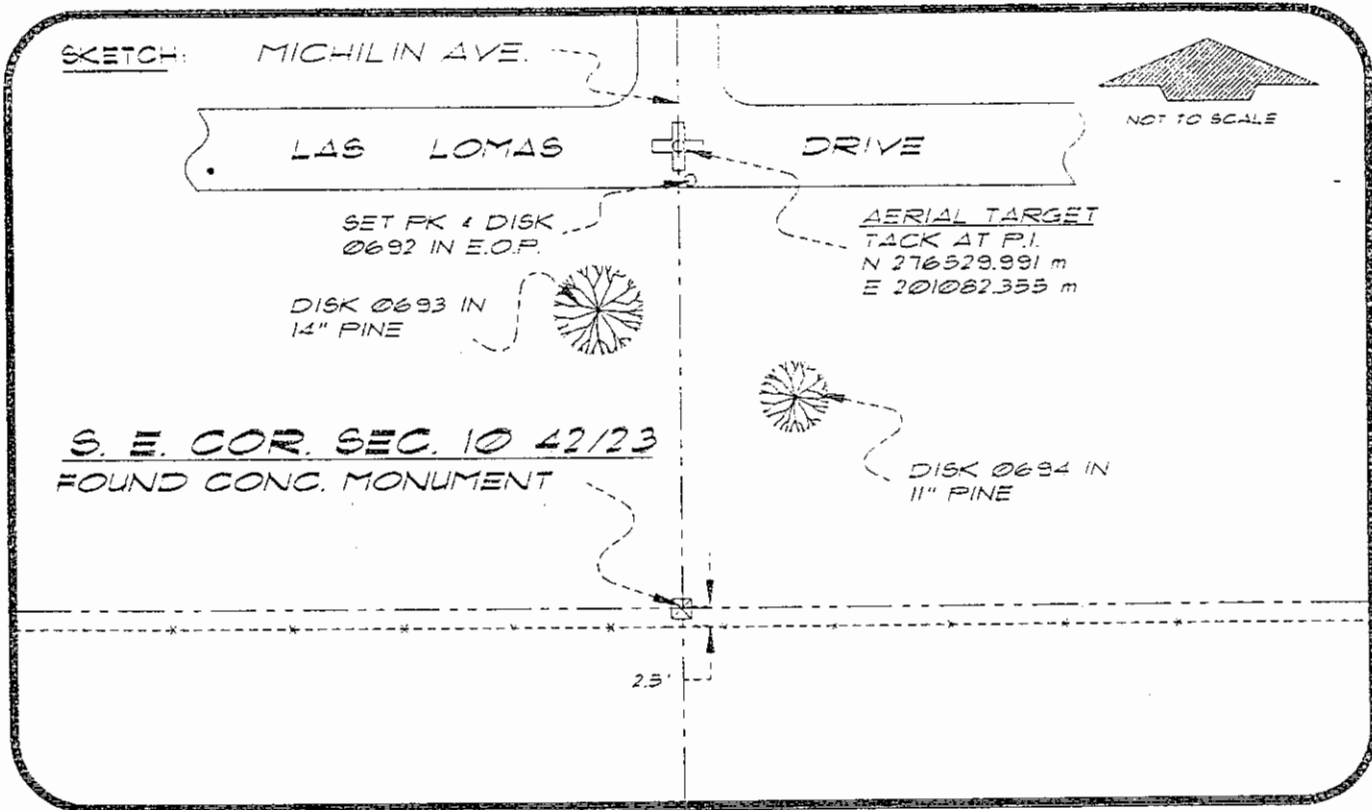 SKETCH: MICHILIN AVE.
NOT TO SCALE
LAS LOMAS DRIVE
SET PK & DISK
0692 IN E.O.P.
AERIAL TARGET
TACK AT P.I.
N 276529.991 m
E 201082.355 m
DISK 0693 IN
14" PINE
S. E. COR. SEC. 10 42/23
FOUND CONC. MONUMENT
DISK 0694 IN
11" PINE
2.5'